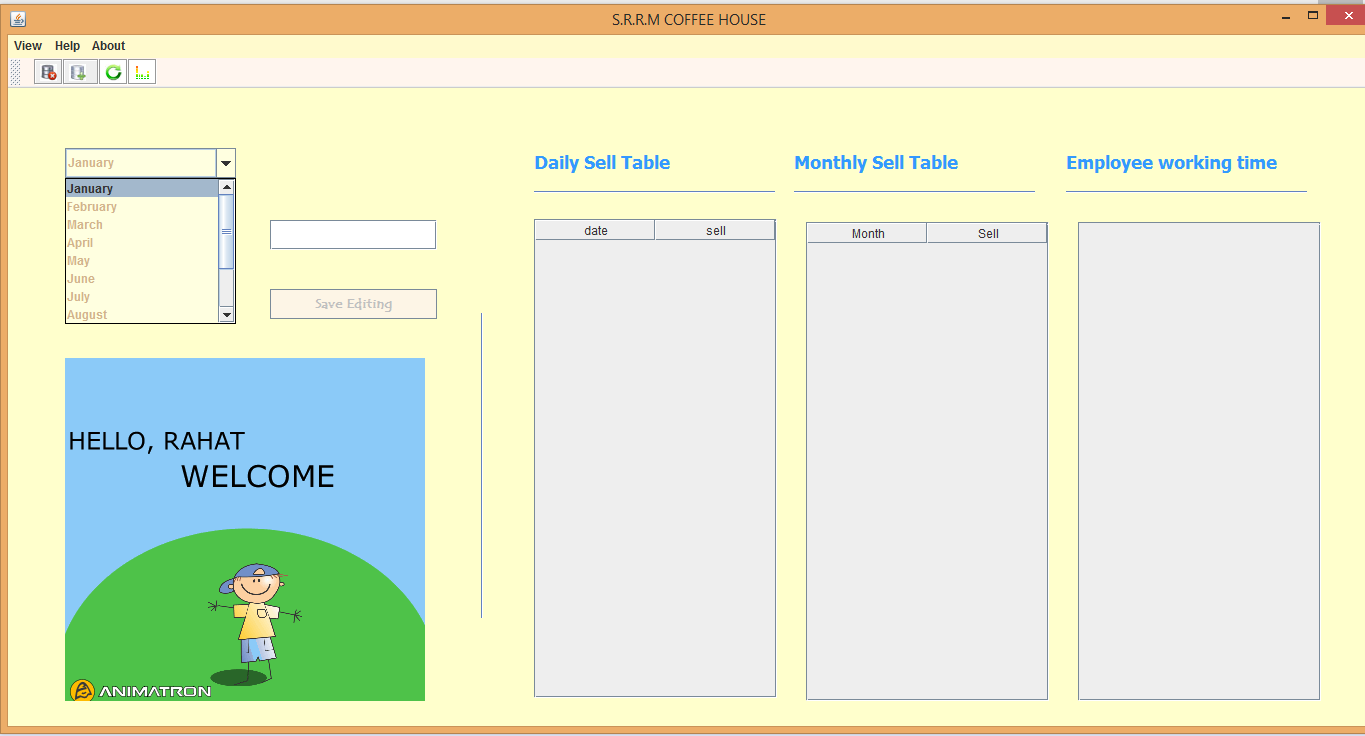 S.R.R.M COFFEE HOUSE
View Help About
January
January
February
March
April
May
June
July
August
Save Editing
HELLO, RAHAT
WELCOME
ANIMATRON
Daily Sell Table
date sell
Monthly Sell Table
Month Sell
Employee working time